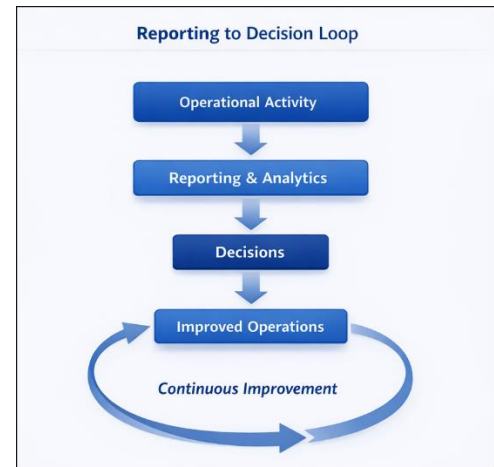 Reporting to Decision Loop
Operational Activity
Reporting & Analytics
Decisions
Improved Operations
Continuous Improvement